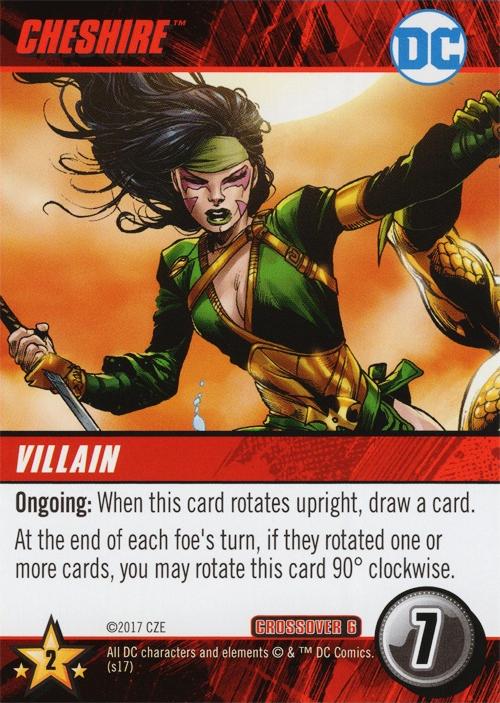 CHESHIRE™
DC
VILLAIN
Ongoing: When this card rotates upright, draw a card.
At the end of each foe's turn, if they rotated one or
more cards, you may rotate this card 90° clockwise.
2
©2017 CZE
CROSSOVER 6
7
All DC characters and elements © & ™ DC Comics.
(s17)